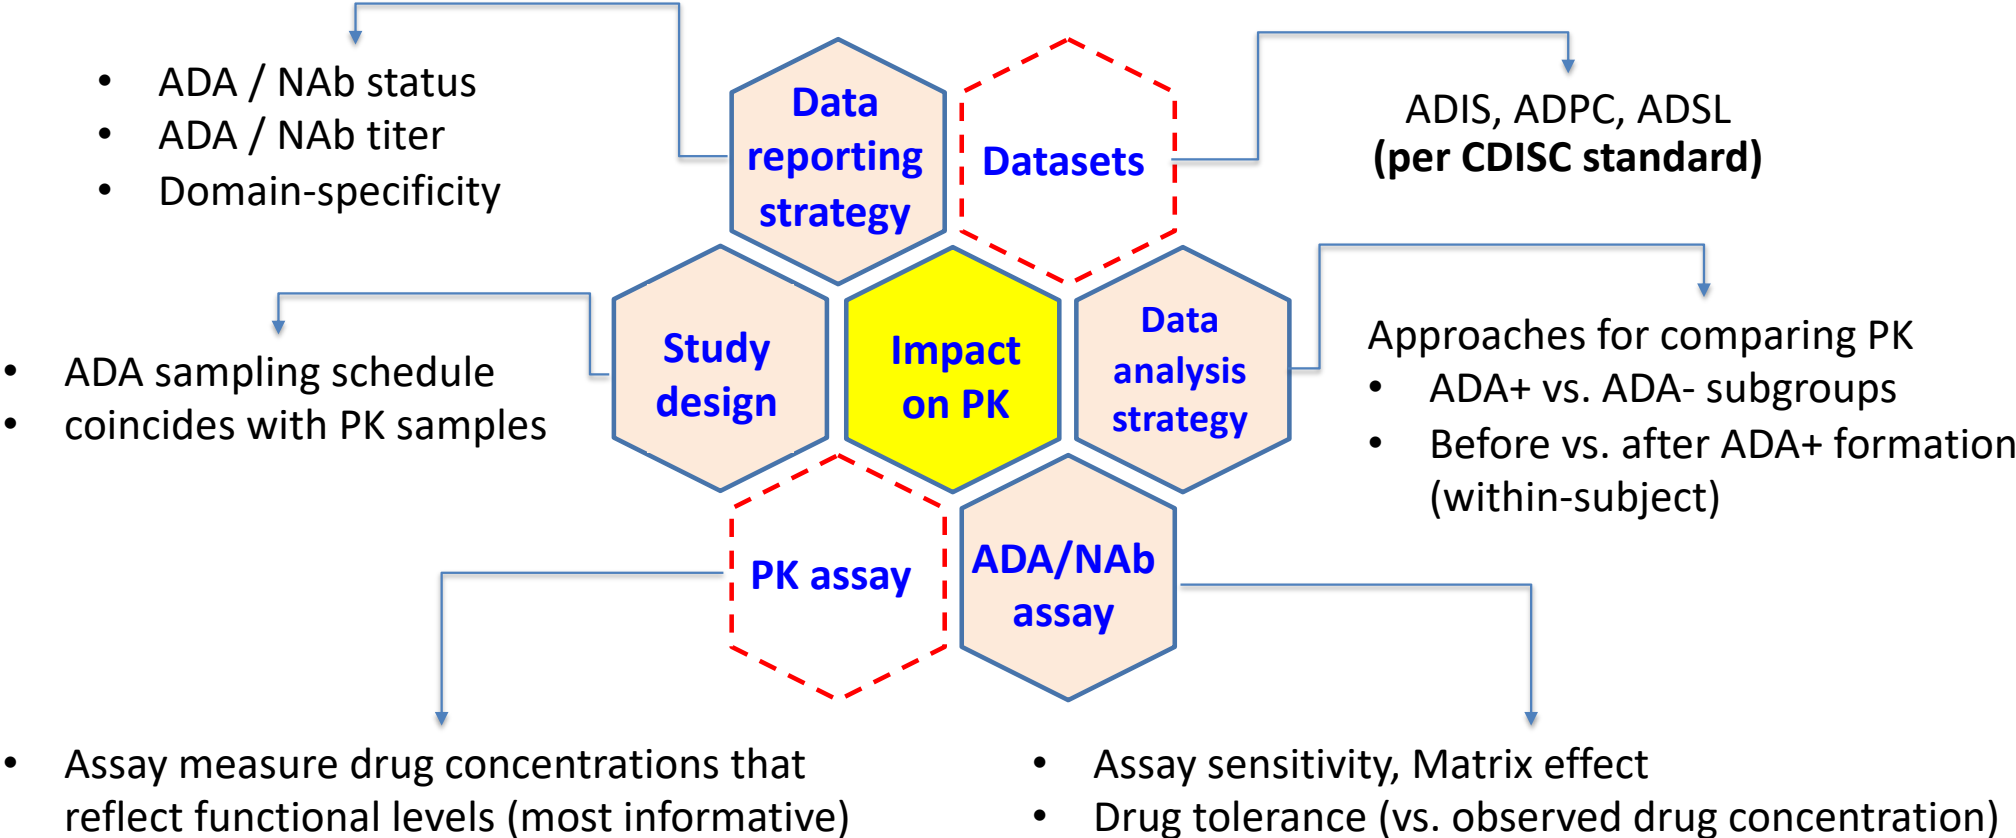 • ADA / NAb status
• ADA / NAb titer
• Domain-specificity
Data
reporting
strategy
Datasets
ADIS, ADPC, ADSL
(per CDISC standard)
• ADA sampling schedule
• coincides with PK samples
Study
design
Impact
on PK
Data
analysis
strategy
Approaches for comparing PK
• ADA+ vs. ADA- subgroups
• Before vs. after ADA+ formation
(within-subject)
PK assay
ADA/NAb
assay
• Assay measure drug concentrations that
reflect functional levels (most informative)
• Assay sensitivity, Matrix effect
• Drug tolerance (vs. observed drug concentration)